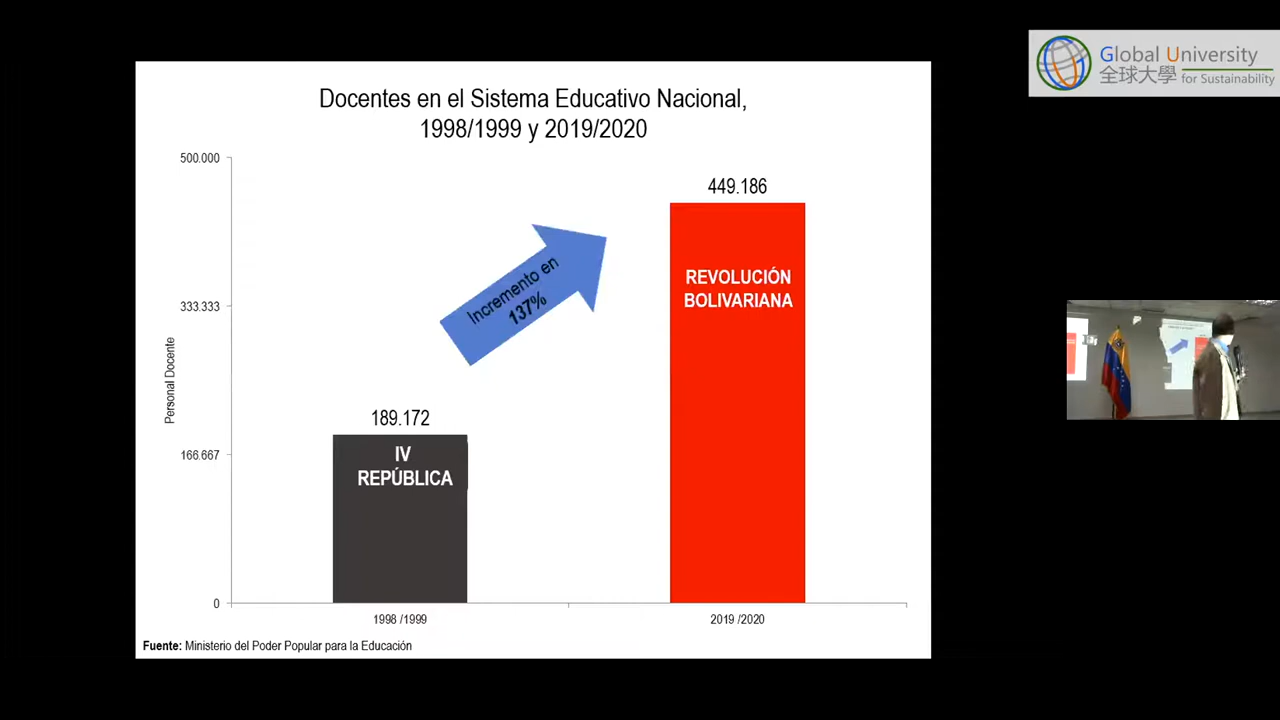 Global University
全球大學 for Sustainability
Docentes en el Sistema Educativo Nacional,
1998/1999 y 2019/2020
500.000
333.333
166.667
0
Personal Docente
189.172
IV
REPÚBLICA
Incremento en
137%
449.186
REVOLUCIÓN
BOLIVARIANA
1998 /1999
2019 /2020
Fuente: Ministerio del Poder Popular para la Educación